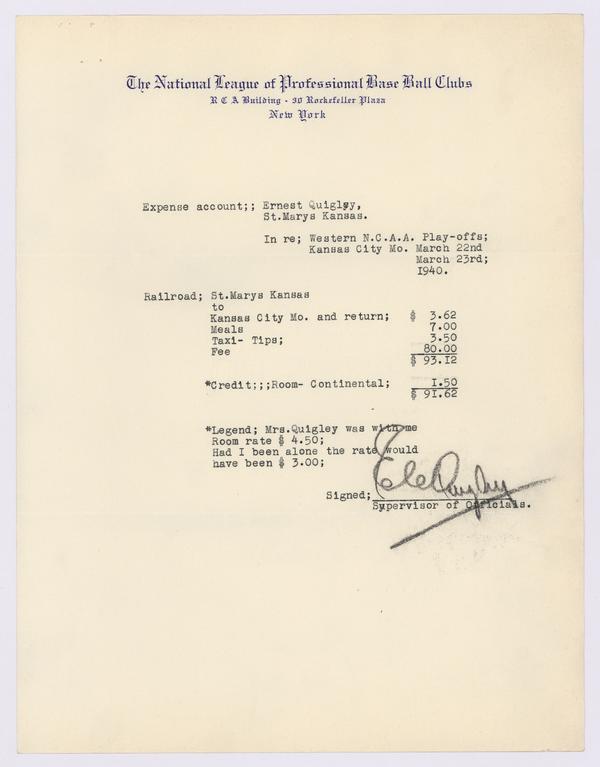 The National League of Professional Base Ball Clubs
R C A Building - 30 Rockefeller Plaza
New York
Expense account;; Ernest Quigley,
St.Marys Kansas.
In re; Western N.C.A.A. Play-offs;
Kansas City Mo. March 22nd
March 23rd;
1940.
Railroad; St.Marys Kansas
to
Kansas City Mo. and return; $ 3.62
Meals 7.00
Taxi- Tips; 3.50
Fee 80.00
$ 93.12
*Credit;;;Room- Continental; 1.50
$ 91.62
*Legend; Mrs.Quigley was with me
Room rate $ 4.50;
Had I been alone the rate would
have been $ 3.00;
Signed; Quigley
Supervisor of Officials.